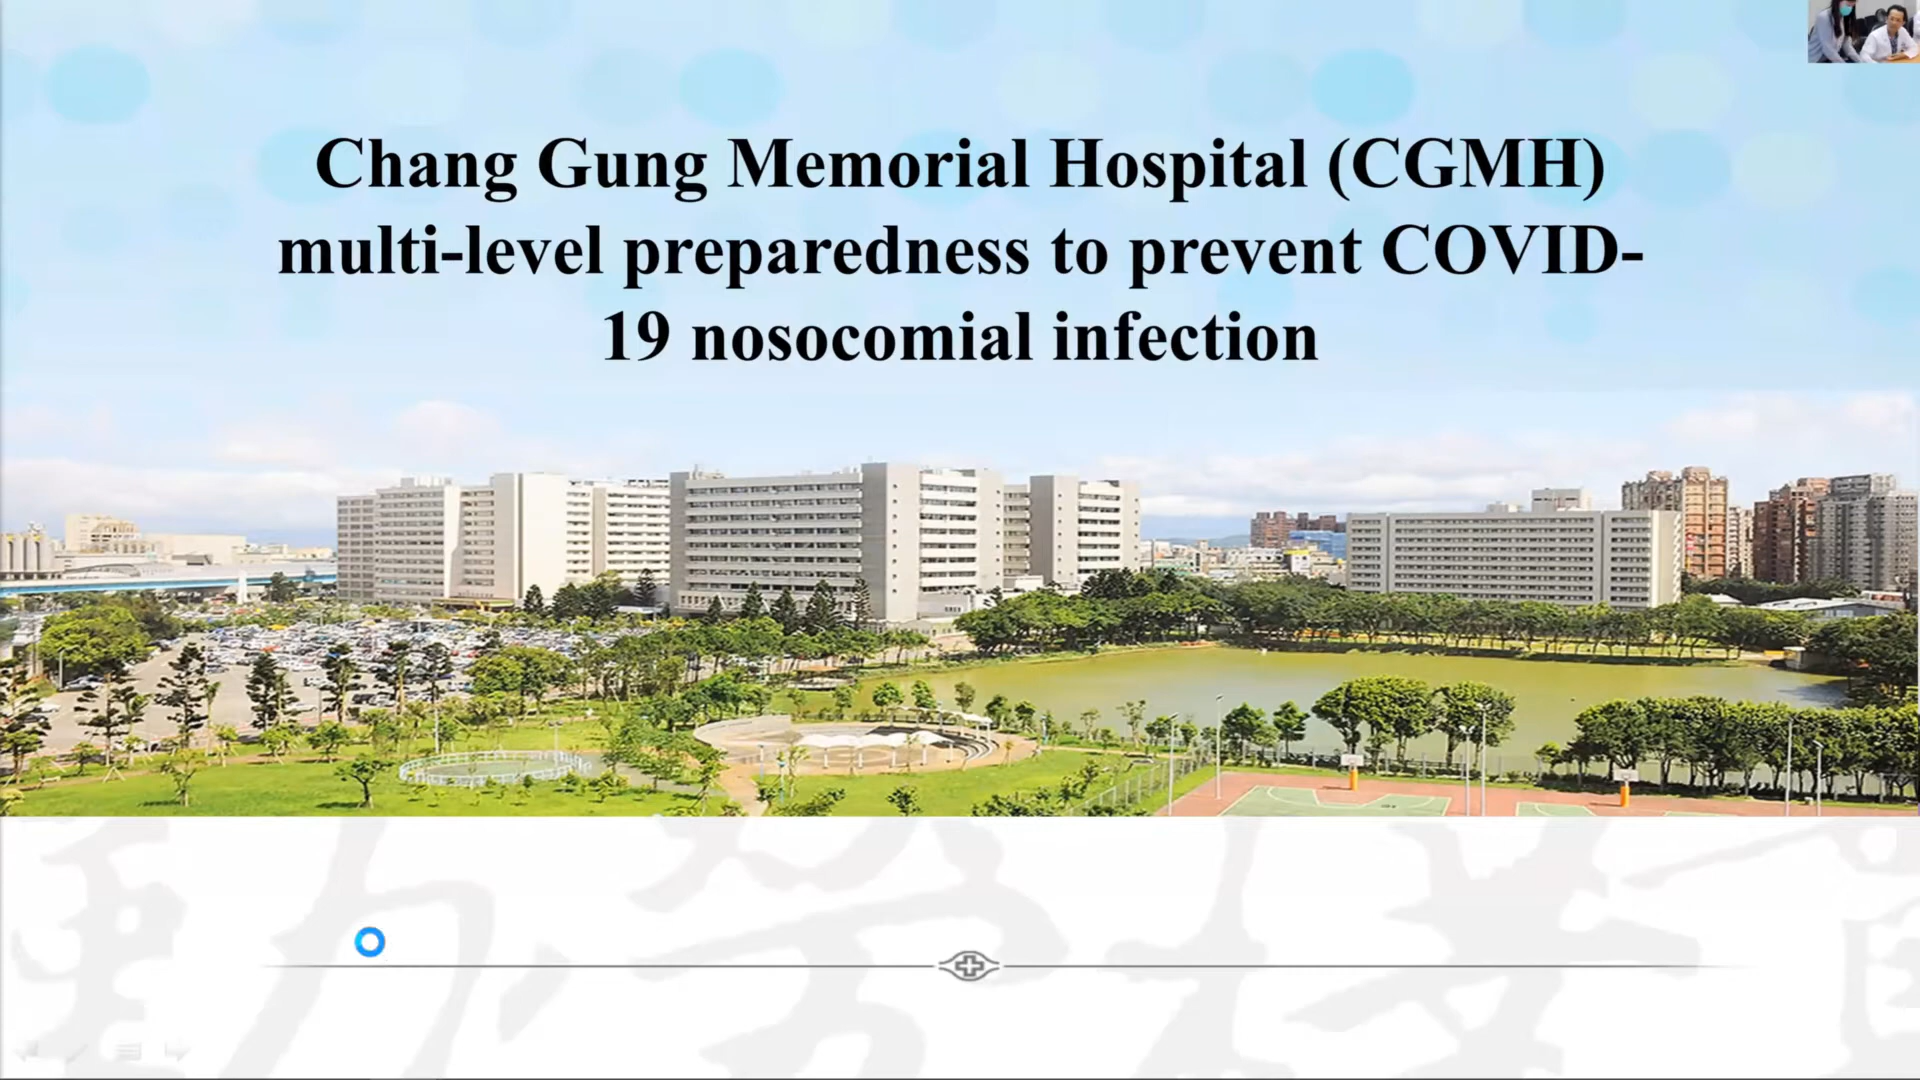 Chang Gung Memorial Hospital (CGMH)
multi-level preparedness to prevent COVID-
19 nosocomial infection